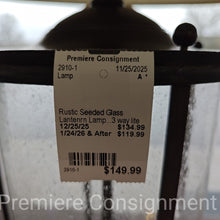 Premiere Consignment
2910-1 11/25/2025
Lamp A *
Rustic Seeded Glass
Lantenrn Lamp...3 way lite
12/25/25 $134.99
1/24/26 & After $119.99
2910-1 $149.99
Premiere Consignment